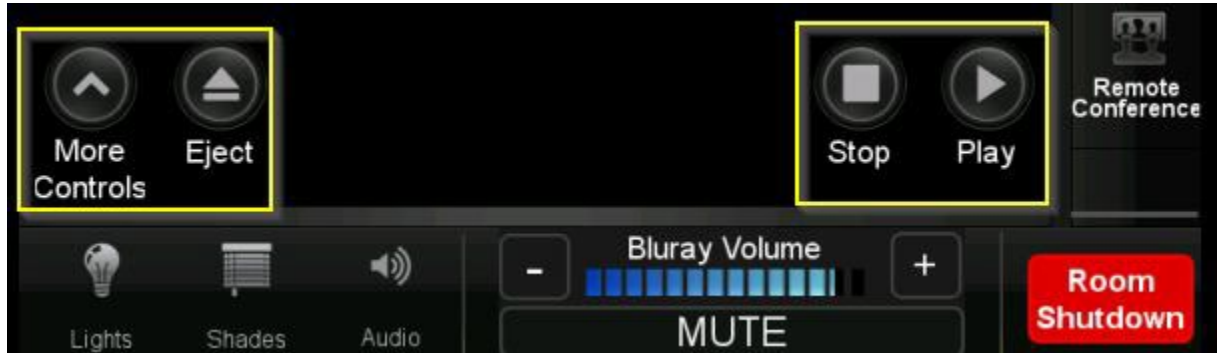 More
Controls
Eject
Stop
Play
Remote
Conference
Lights
Shades
Audio
-
Bluray Volume
+
MUTE
Room
Shutdown